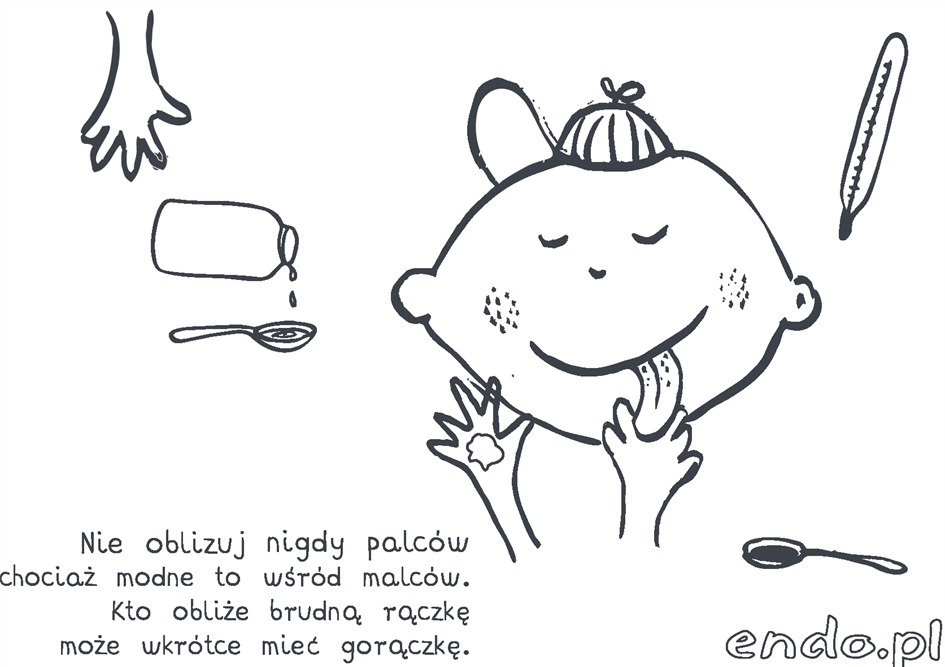 Nie oblizuj nigdy palców
chociaż modne to wśród malców.
Kto obliże brudną rączkę
może wkrótce mieć gorączkę.
endo.pl